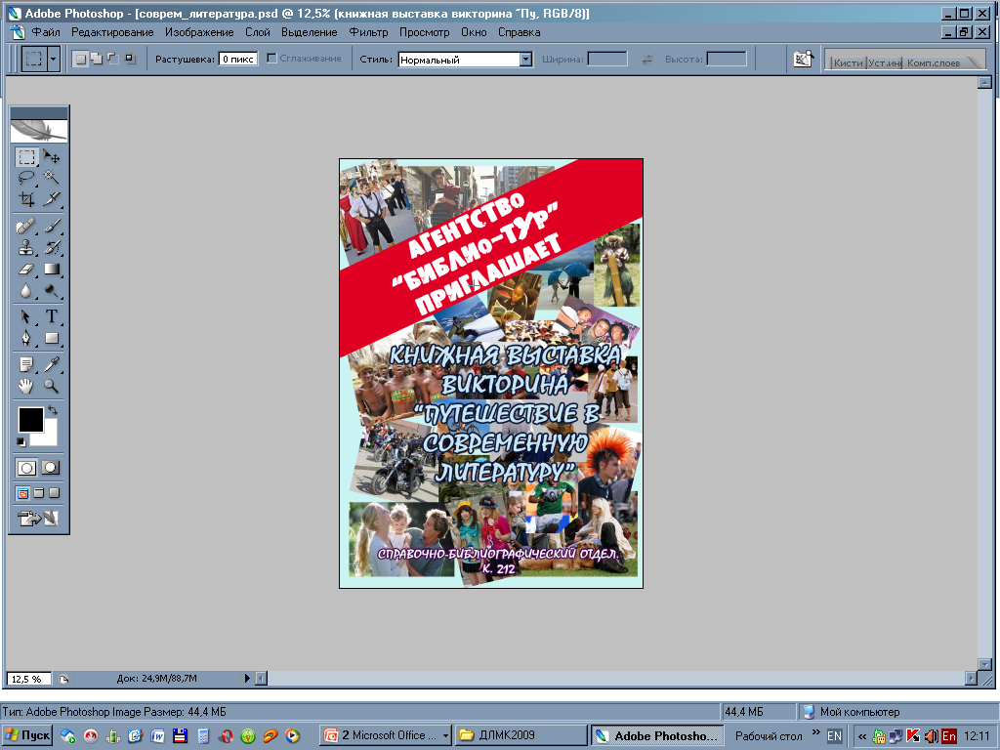 Adobe Photoshop - [соврем_литература.psd @ 12,5% (книжная выставка викторина "Пу, RGB/8)]
Файл Редактирование Изображение Слой Выделение Фильтр Просмотр Окно Справка
Растушевка: 0 пикс Сглаживание Стиль: Нормальный Ширина: Высота:
Кисти Уст.ин Комп.слоев
АГЕНТСТВО
"БИБЛИО-ТУР"
ПРИГЛАШАЕТ
КНИЖНАЯ ВЫСТАВКА
ВИКТОРИНА
"ПУТЕШЕСТВИЕ В
СОВРЕМЕННУЮ
ЛИТЕРАТУРУ"
СПРАВОЧНО-БИБЛИОГРАФИЧЕСКИЙ ОТДЕЛ.
К. 212
12,5 % Док: 24,9M/88,7M
Тип: Adobe Photoshop Image Размер: 44,4 МБ 44,4 МБ Мой компьютер
Пуск 2 Microsoft Office ... ДПМК2009 Adobe Photosho... Рабочий стол » EN « En 12:11